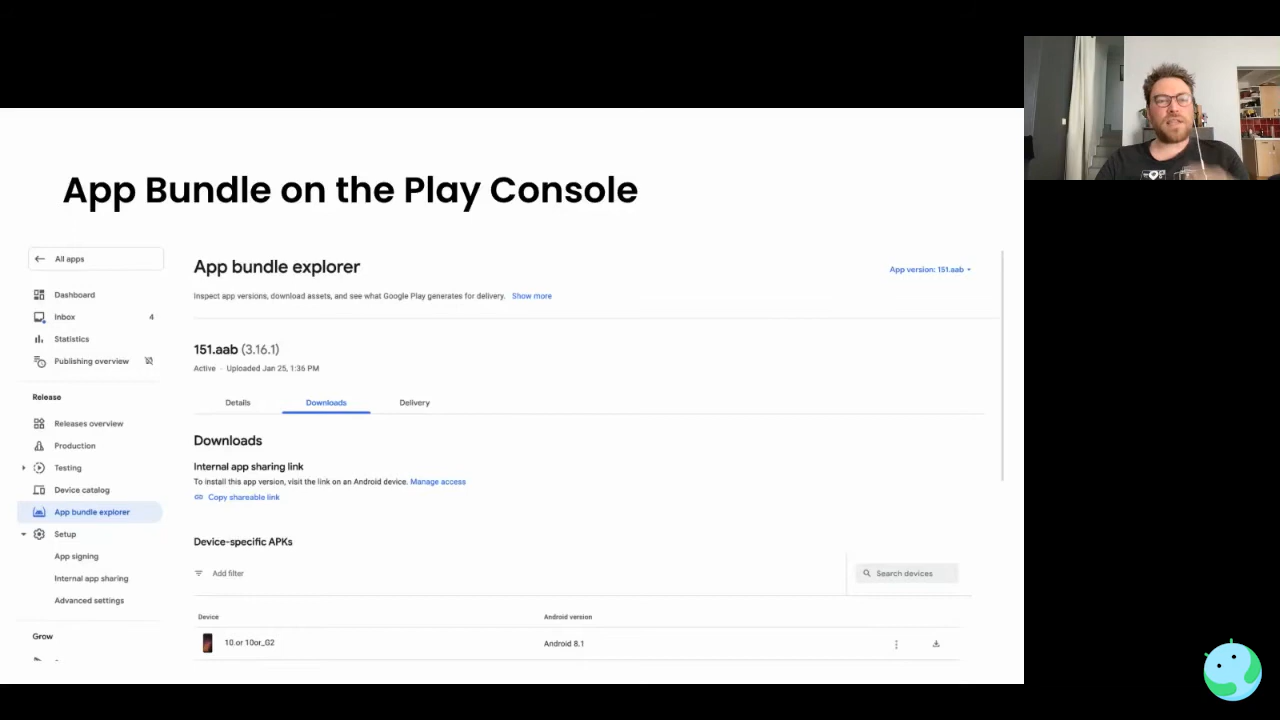 App Bundle on the Play Console
All apps
Dashboard
Inbox 4
Statistics
Publishing overview
Release
Releases overview
Production
Testing
Device catalog
App bundle explorer
Setup
App signing
Internal app sharing
Advanced settings
Grow
App bundle explorer
App version: 151.aab
Inspect app versions, download assets, and see what Google Play generates for delivery. Show more
151.aab (3.16.1)
Active · Uploaded Jan 25, 1:36 PM
Details Downloads Delivery
Downloads
Internal app sharing link
To install this app version, visit the link on an Android device. Manage access
Copy shareable link
Device-specific APKs
Add filter
Search devices
Device Android version
10.or 10or_G2 Android 8.1